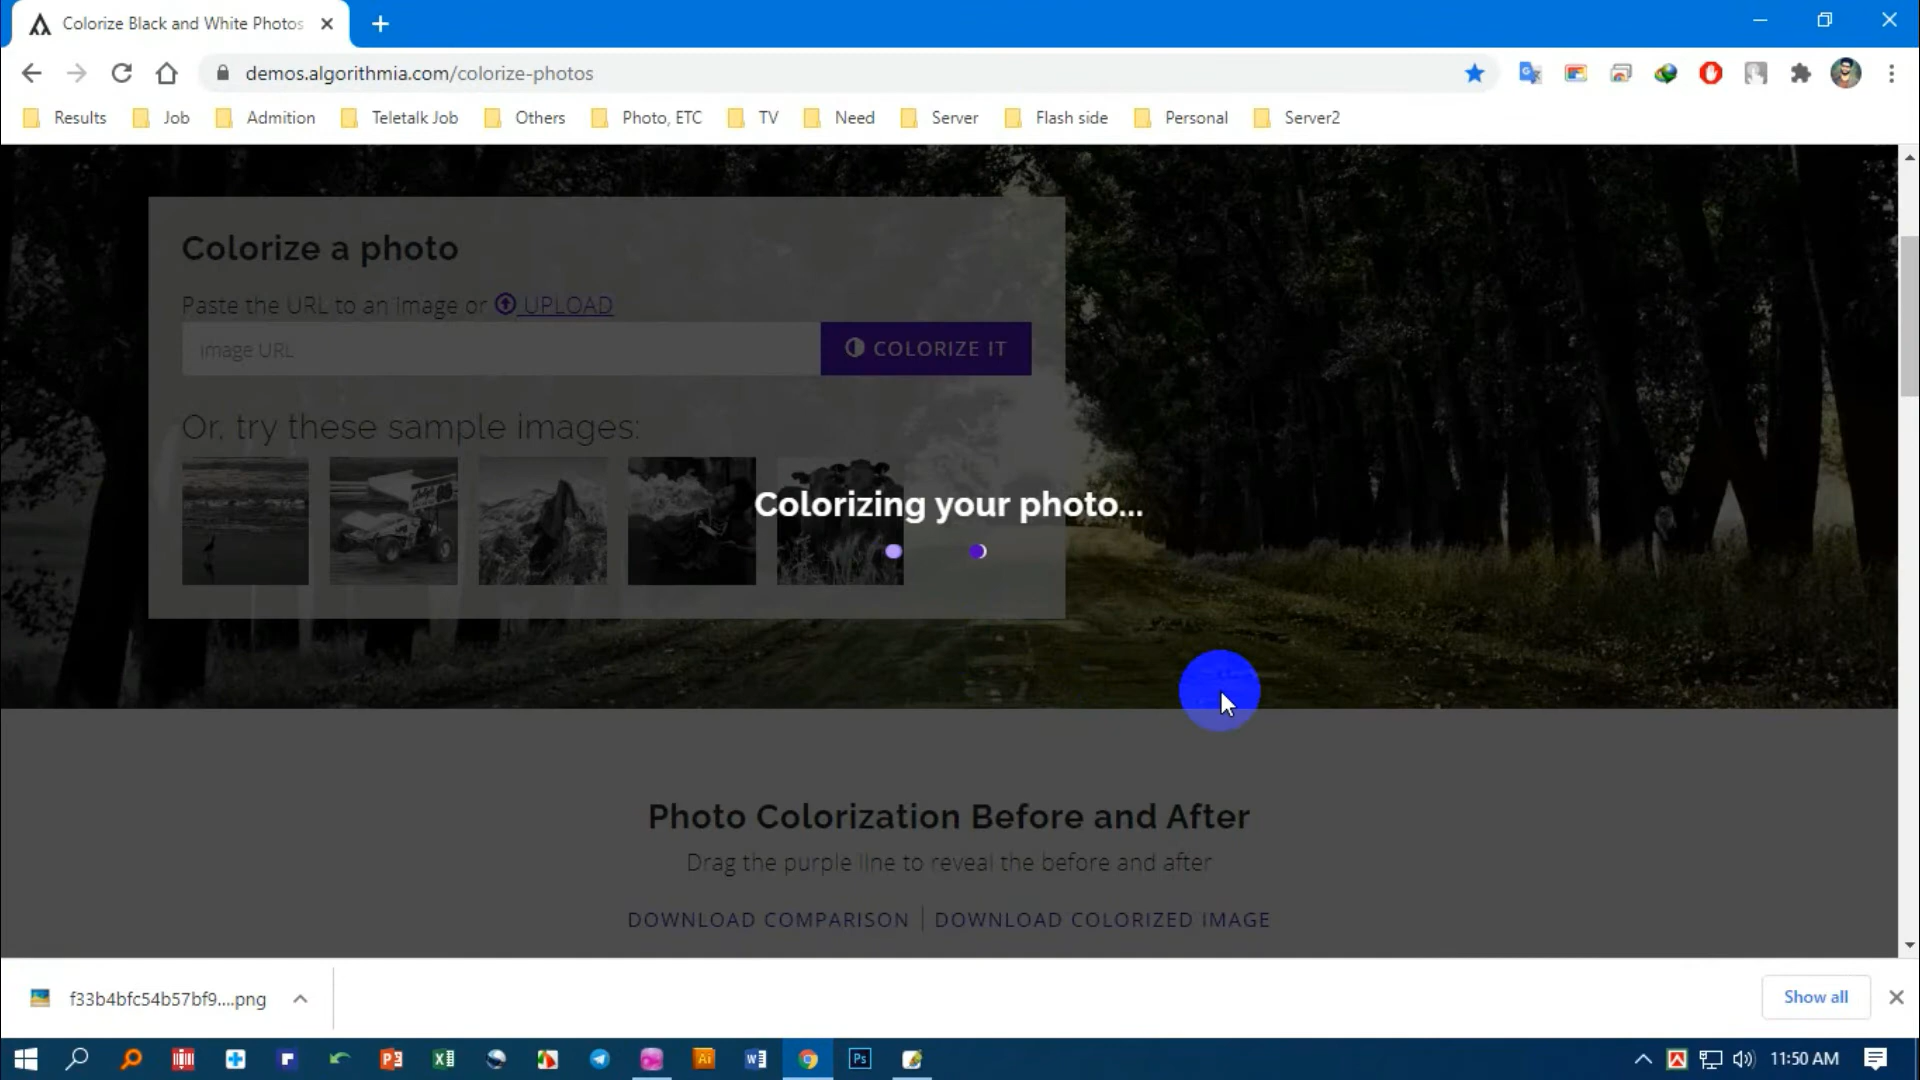 Colorize Black and White Photos
demos.algorithmia.com/colorize-photos
Results Job Admition Teletalk Job Others Photo, ETC TV Need Server Flash side Personal Server2
Colorize a photo
Paste the URL to an image or UPLOAD
Image URL
COLORIZE IT
Or, try these sample images:
Colorizing your photo...
Photo Colorization Before and After
Drag the purple line to reveal the before and after
DOWNLOAD COMPARISON | DOWNLOAD COLORIZED IMAGE
f33b4bfc54b57bf9....png
Show all
Ai
Ps
11:50 AM